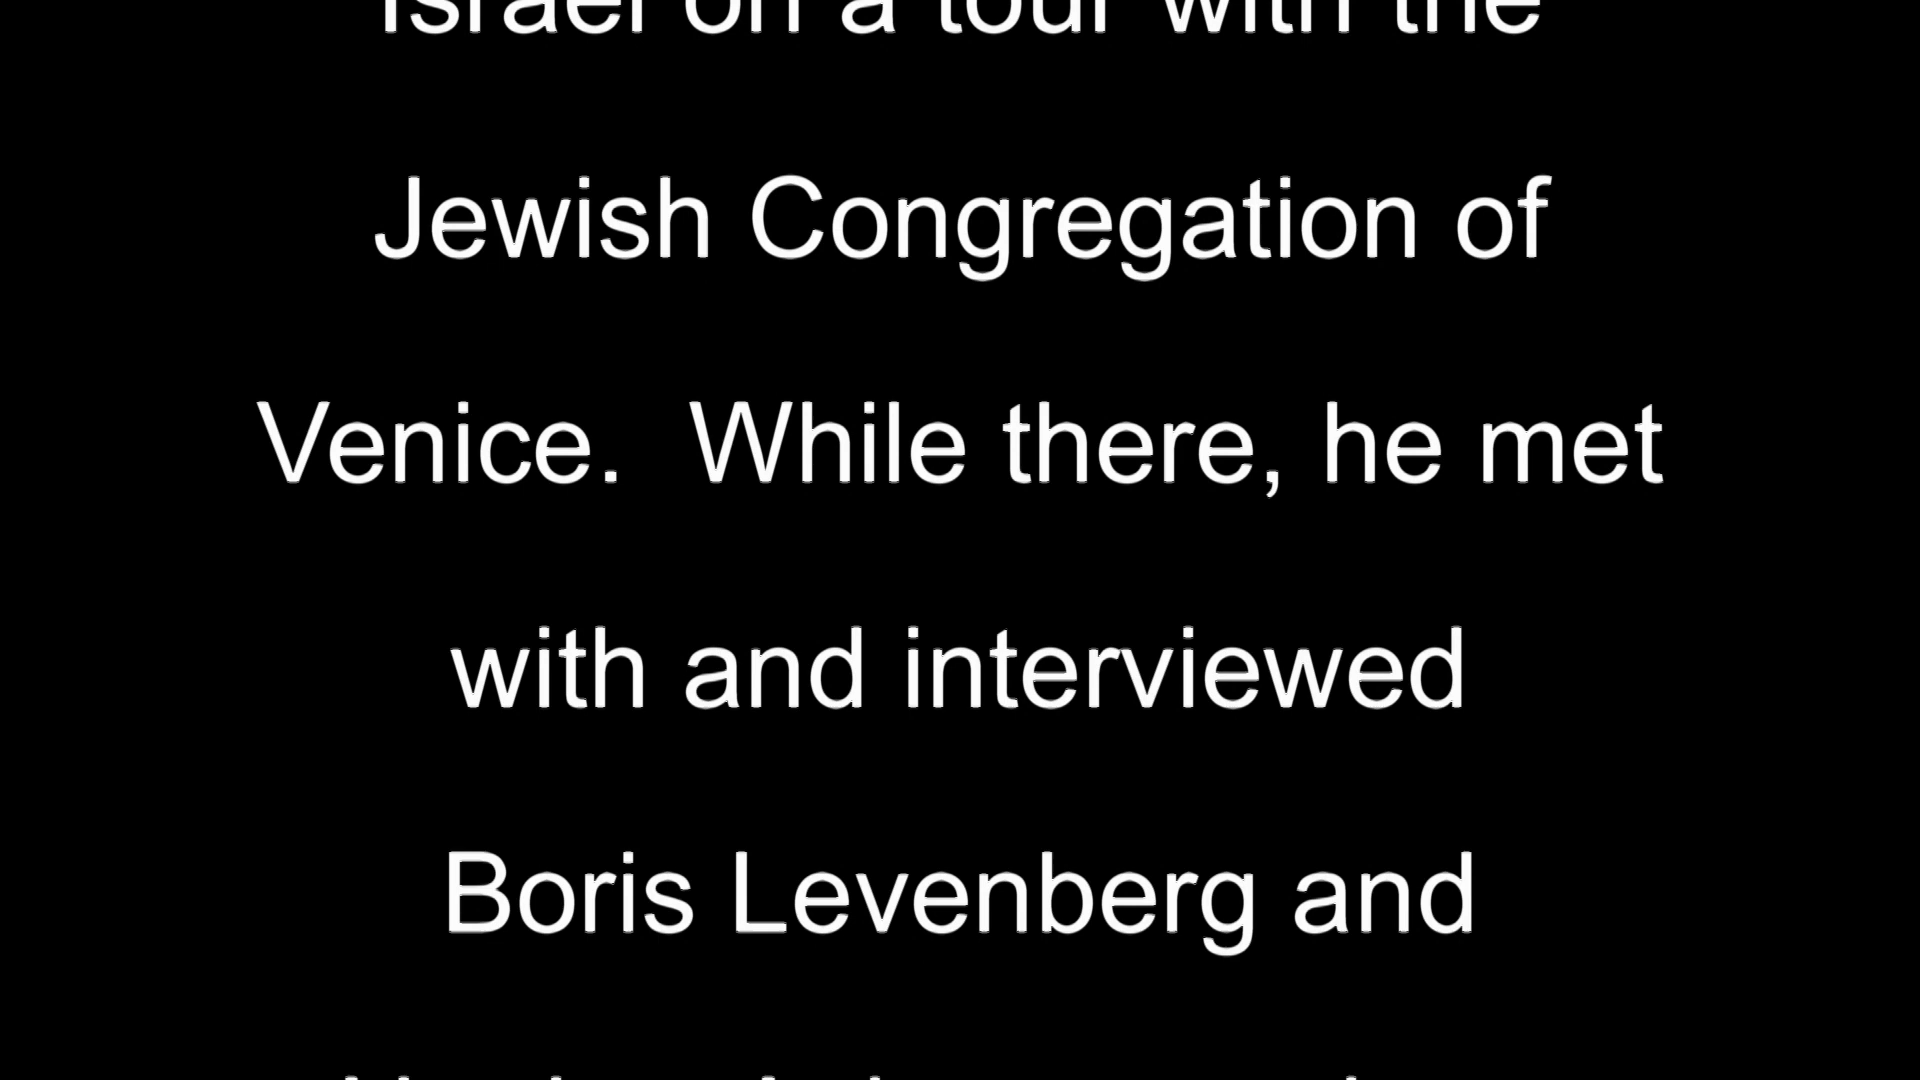 Israel on a tour with the
Jewish Congregation of
Venice.  While there, he met
with and interviewed
Boris Levenberg and